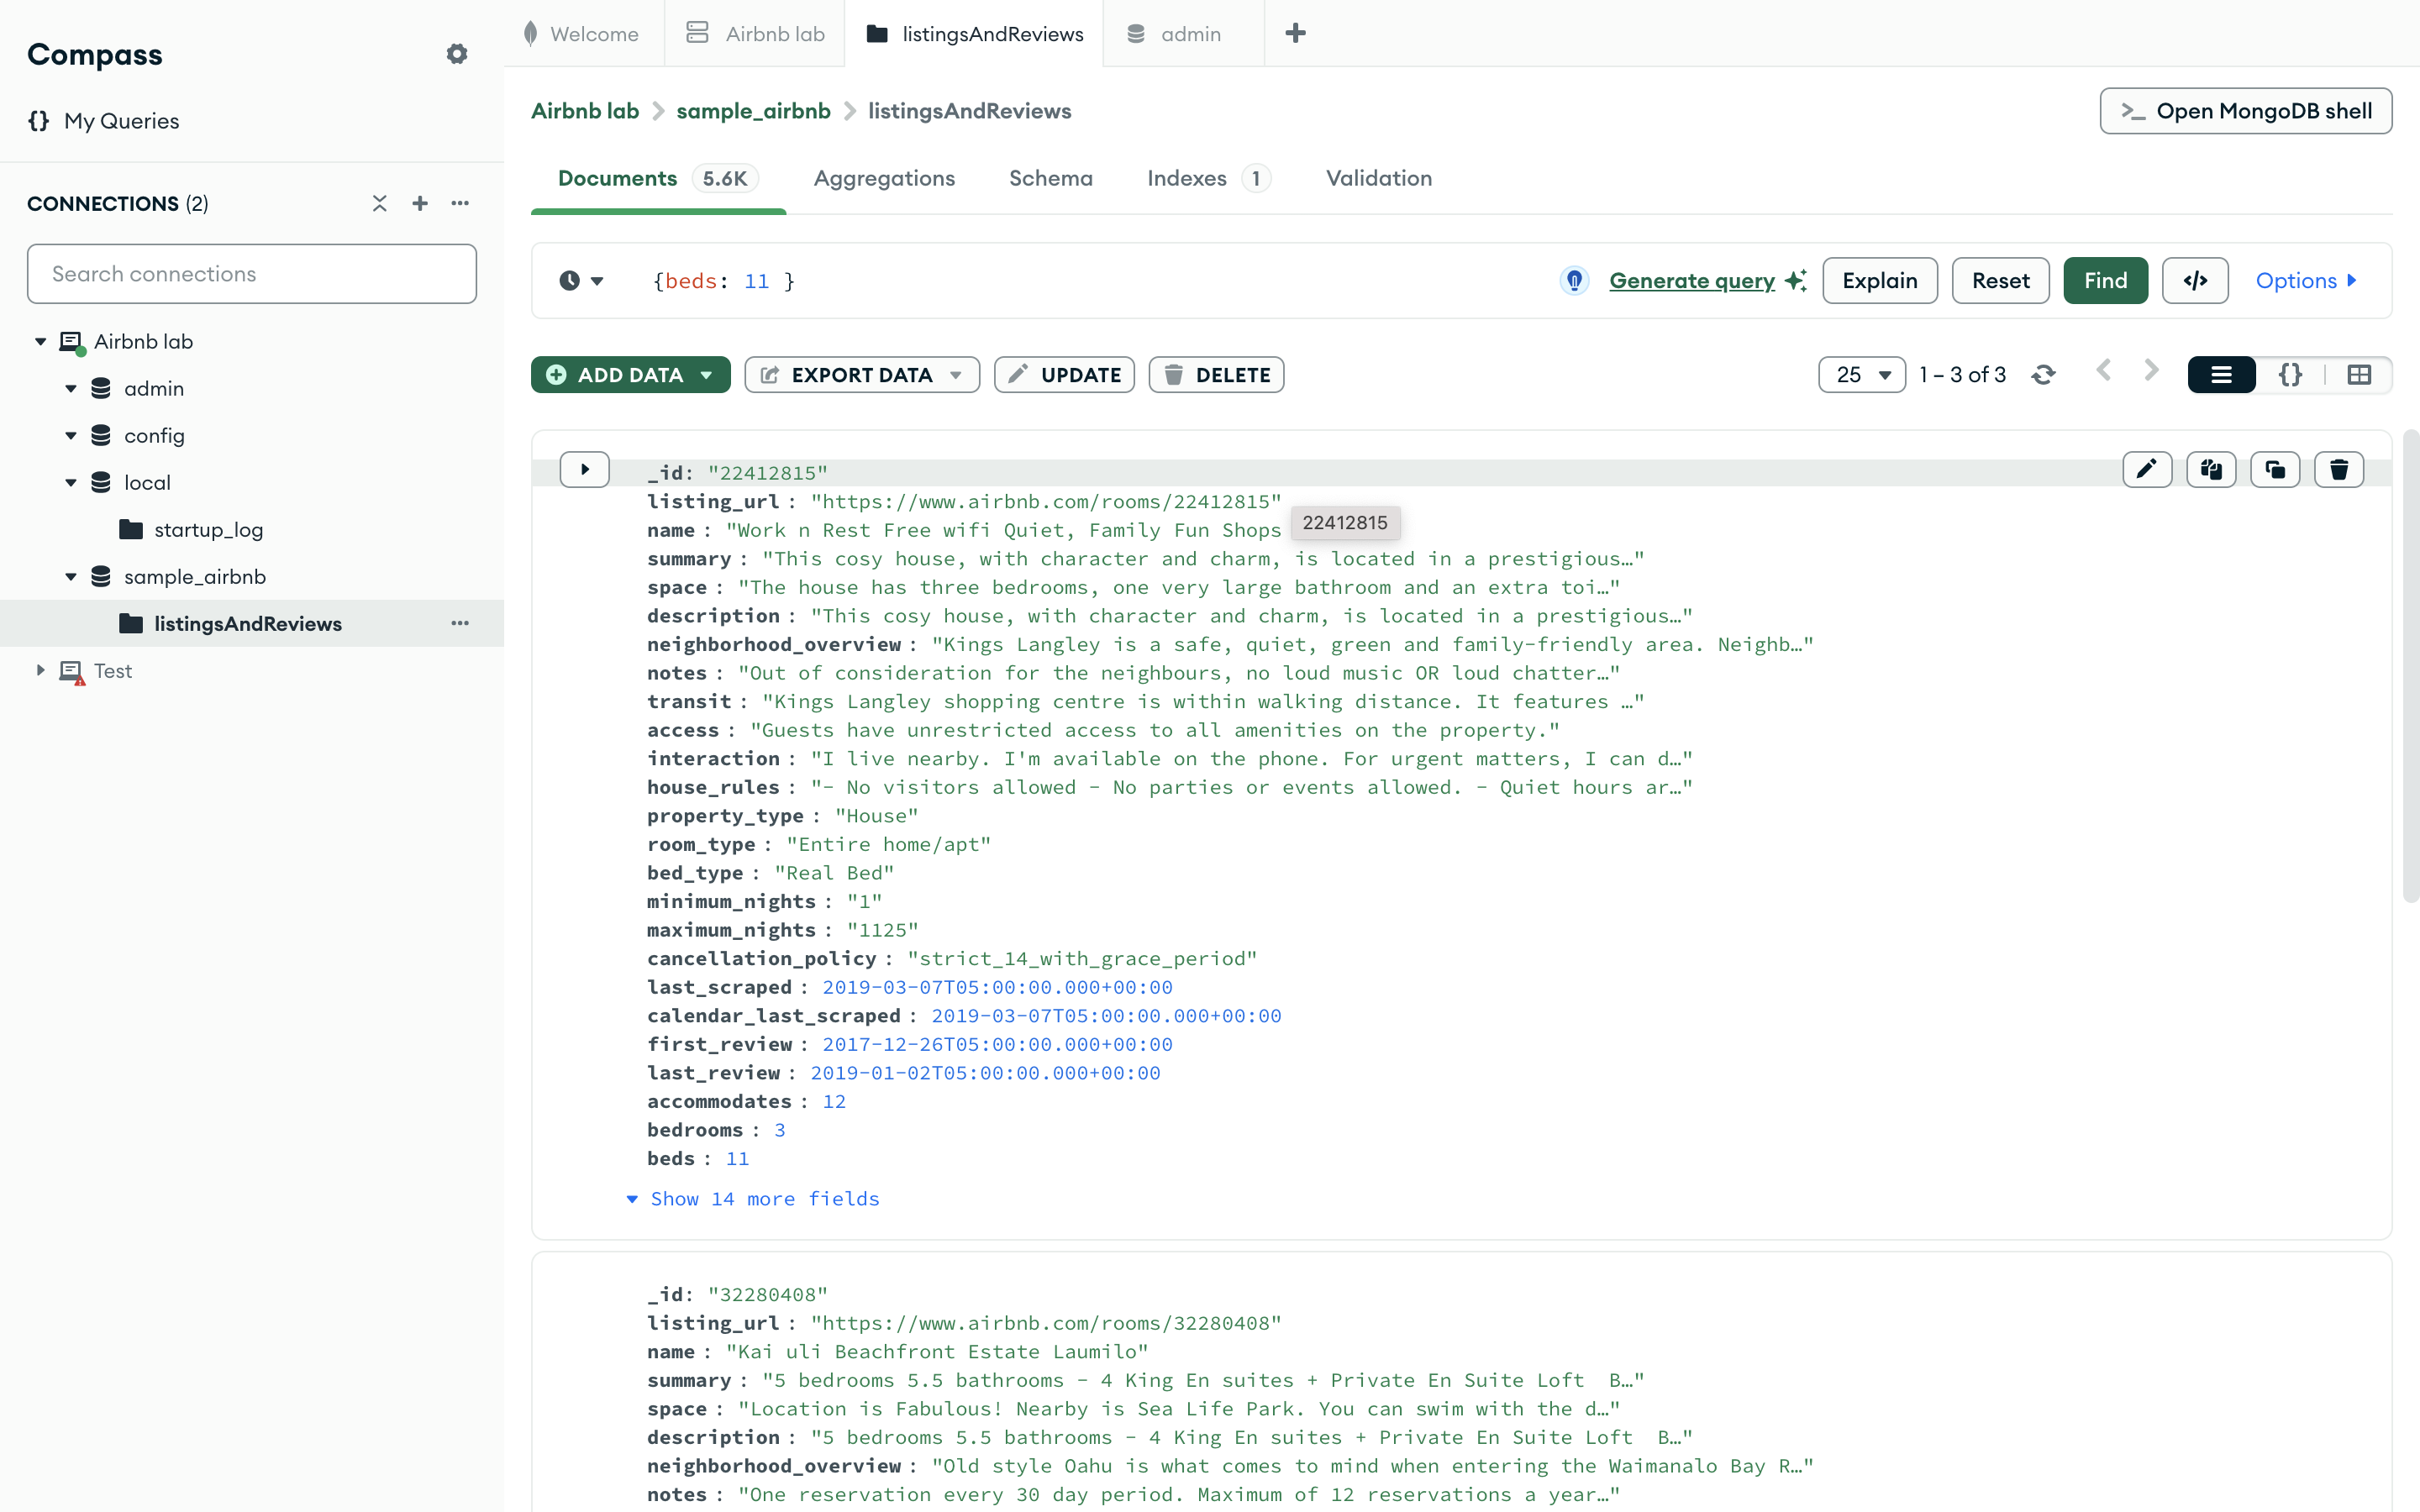 Compass
My Queries
CONNECTIONS (2)
Search connections
Airbnb lab
admin
config
local
startup_log
sample_airbnb
listingsAndReviews
Test
Welcome
Airbnb lab
listingsAndReviews
admin
Airbnb lab > sample_airbnb > listingsAndReviews
>_ Open MongoDB shell
Documents 5.6K Aggregations Schema Indexes 1 Validation
{beds: 11 }
Generate query Explain Reset Find </> Options
ADD DATA EXPORT DATA UPDATE DELETE
25 1 – 3 of 3 {}
_id: "22412815"
listing_url : "https://www.airbnb.com/rooms/22412815"
22412815
name : "Work n Rest Free wifi Quiet, Family Fun Shops
summary : "This cosy house, with character and charm, is located in a prestigious…"
space : "The house has three bedrooms, one very large bathroom and an extra toi…"
description : "This cosy house, with character and charm, is located in a prestigious…"
neighborhood_overview : "Kings Langley is a safe, quiet, green and family-friendly area. Neighb…"
notes : "Out of consideration for the neighbours, no loud music OR loud chatter…"
transit : "Kings Langley shopping centre is within walking distance. It features …"
access : "Guests have unrestricted access to all amenities on the property."
interaction : "I live nearby. I'm available on the phone. For urgent matters, I can d…"
house_rules : "- No visitors allowed - No parties or events allowed. - Quiet hours ar…"
property_type : "House"
room_type : "Entire home/apt"
bed_type : "Real Bed"
minimum_nights : "1"
maximum_nights : "1125"
cancellation_policy : "strict_14_with_grace_period"
last_scraped : 2019-03-07T05:00:00.000+00:00
calendar_last_scraped : 2019-03-07T05:00:00.000+00:00
first_review : 2017-12-26T05:00:00.000+00:00
last_review : 2019-01-02T05:00:00.000+00:00
accommodates : 12
bedrooms : 3
beds : 11
Show 14 more fields
_id: "32280408"
listing_url : "https://www.airbnb.com/rooms/32280408"
name : "Kai uli Beachfront Estate Laumilo"
summary : "5 bedrooms 5.5 bathrooms - 4 King En suites + Private En Suite Loft  B…"
space : "Location is Fabulous! Nearby is Sea Life Park. You can swim with the d…"
description : "5 bedrooms 5.5 bathrooms - 4 King En suites + Private En Suite Loft  B…"
neighborhood_overview : "Old style Oahu is what comes to mind when entering the Waimanalo Bay R…"
notes : "One reservation every 30 day period. Maximum of 12 reservations a year…"